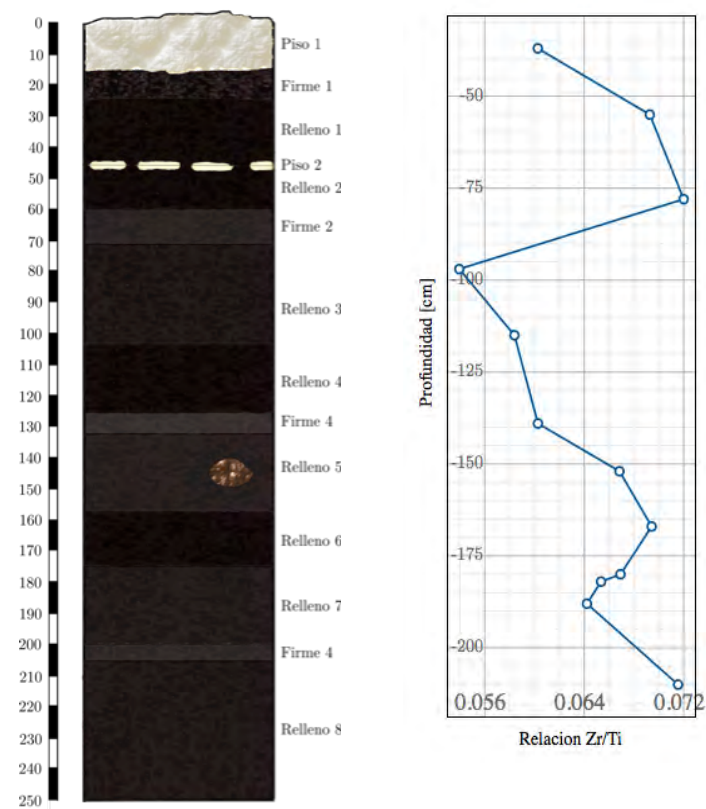 0
10
20
30
40
50
60
70
80
90
100
110
120
130
140
150
160
170
180
190
200
210
220
230
240
250
Piso 1
Firme 1
Relleno 1
Piso 2
Relleno 2
Firme 2
Relleno 3
Relleno 4
Firme 4
Relleno 5
Relleno 6
Relleno 7
Firme 4
Relleno 8
Profundidad [cm]
-50
-75
-100
-125
-150
-175
-200
0.056 0.064 0.072
Relacion Zr/Ti